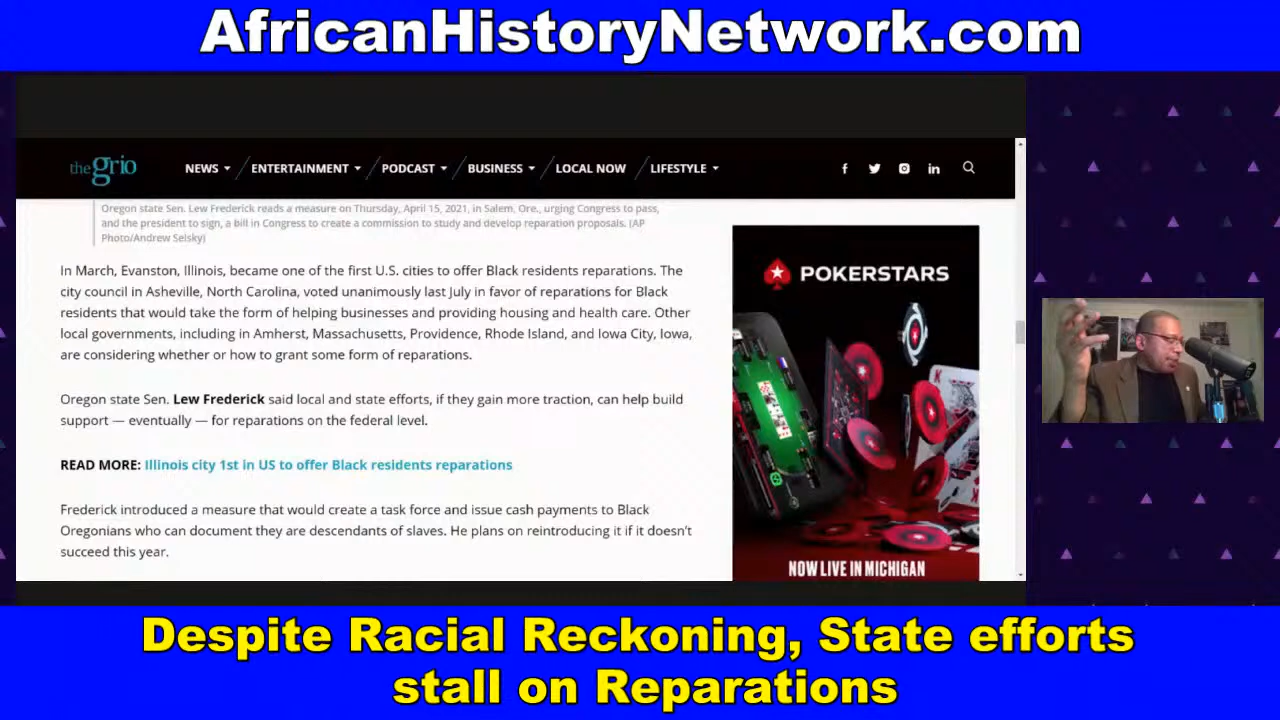 AfricanHistoryNetwork.com
thegrio
NEWS ENTERTAINMENT PODCAST BUSINESS LOCAL NOW LIFESTYLE
Oregon state Sen. Lew Frederick reads a measure on Thursday, April 15, 2021, in Salem, Ore., urging Congress to pass,
and the president to sign, a bill in Congress to create a commission to study and develop reparation proposals. (AP
Photo/Andrew Selsky)
In March, Evanston, Illinois, became one of the first U.S. cities to offer Black residents reparations. The
city council in Asheville, North Carolina, voted unanimously last July in favor of reparations for Black
residents that would take the form of helping businesses and providing housing and health care. Other
local governments, including in Amherst, Massachusetts, Providence, Rhode Island, and Iowa City, Iowa,
are considering whether or how to grant some form of reparations.
Oregon state Sen. Lew Frederick said local and state efforts, if they gain more traction, can help build
support — eventually — for reparations on the federal level.
READ MORE: Illinois city 1st in US to offer Black residents reparations
Frederick introduced a measure that would create a task force and issue cash payments to Black
Oregonians who can document they are descendants of slaves. He plans on reintroducing it if it doesn't
succeed this year.
POKERSTARS
K
NOW LIVE IN MICHIGAN
Despite Racial Reckoning, State efforts
stall on Reparations